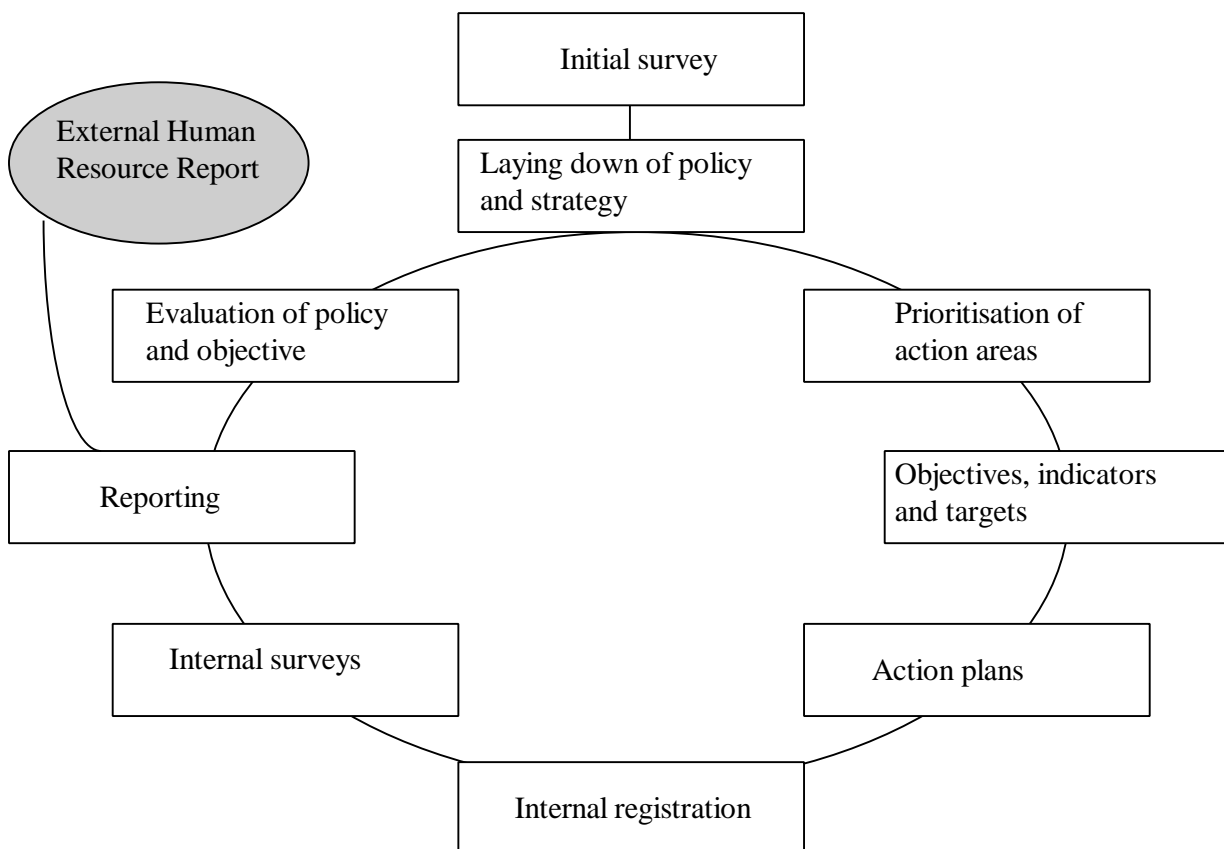 Initial survey
External Human
Resource Report
Laying down of policy
and strategy
Evaluation of policy
and objective
Prioritisation of
action areas
Reporting
Objectives, indicators
and targets
Internal surveys
Action plans
Internal registration